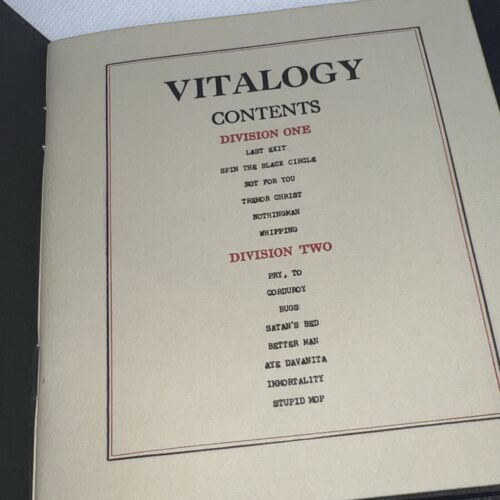 VITALOGY
CONTENTS
DIVISION ONE
LAST EXIT
SPIN THE BLACK CIRCLE
NOT FOR YOU
TREMOR CHRIST
NOTHINGMAN
WHIPPING
DIVISION TWO
PRY, TO
CORDUROY
BUGS
SATAN'S BED
BETTER MAN
AYE DAVANITA
IMMORTALITY
STUPID MOP